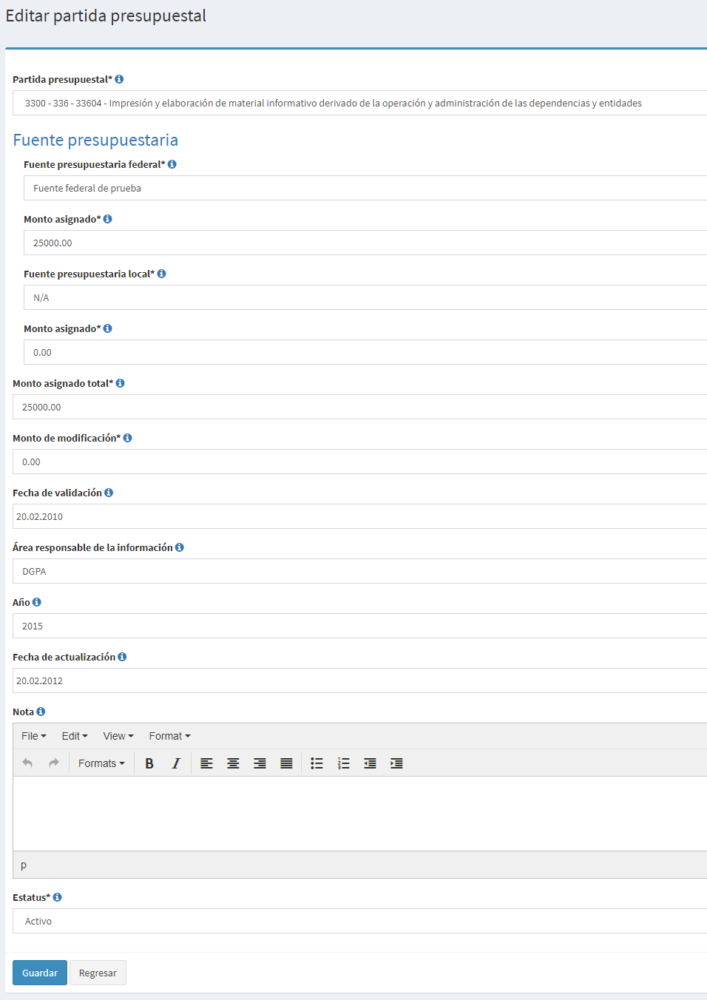 Editar partida presupuestal
Partida presupuestal*
3300 - 336 - 33604 - Impresión y elaboración de material informativo derivado de la operación y administración de las dependencias y entidades
Fuente presupuestaria
Fuente presupuestaria federal*
Fuente federal de prueba
Monto asignado*
25000.00
Fuente presupuestaria local*
N/A
Monto asignado*
0.00
Monto asignado total*
25000.00
Monto de modificación*
0.00
Fecha de validación
20.02.2010
Área responsable de la información
DGPA
Año
2015
Fecha de actualización
20.02.2012
Nota
File Edit View Format
Formats B I
p
Estatus*
Activo
Guardar Regresar